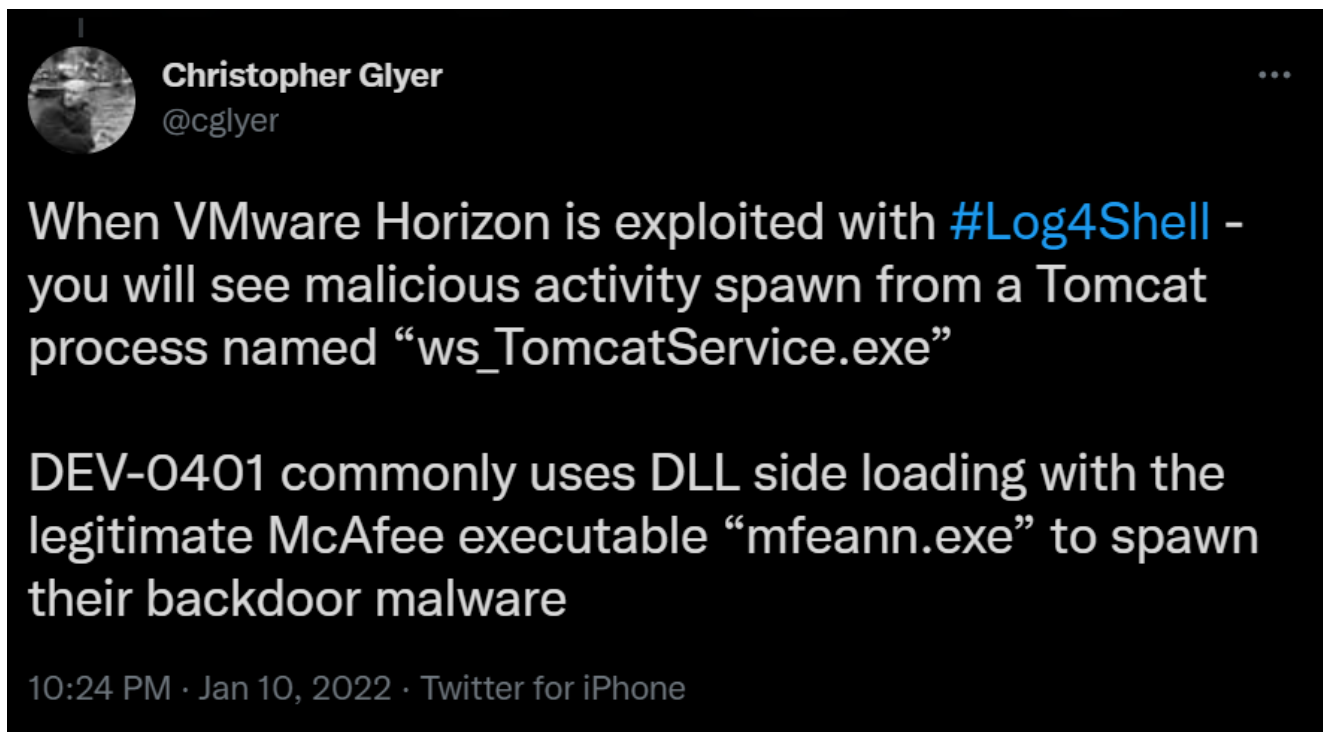 Christopher Glyer
@cglyer
When VMware Horizon is exploited with #Log4Shell -
you will see malicious activity spawn from a Tomcat
process named “ws_TomcatService.exe”
DEV-0401 commonly uses DLL side loading with the
legitimate McAfee executable “mfeann.exe” to spawn
their backdoor malware
10:24 PM · Jan 10, 2022 · Twitter for iPhone